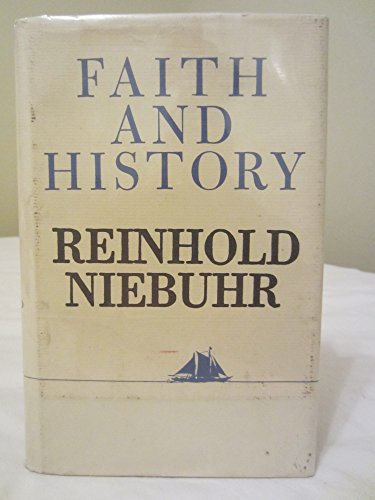 FAITH
AND
HISTORY
REINHOLD
NIEBUHR